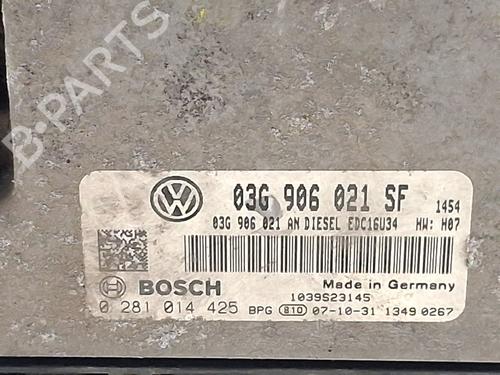 B-PARTS
03G 906 021 SF 1454
03G 906 021 AN DIESEL EDC16U34 HW: H07
BOSCH
Made in Germany
1039S23145
0 281 014 425 BPG 810 07-10-31 1349 0267